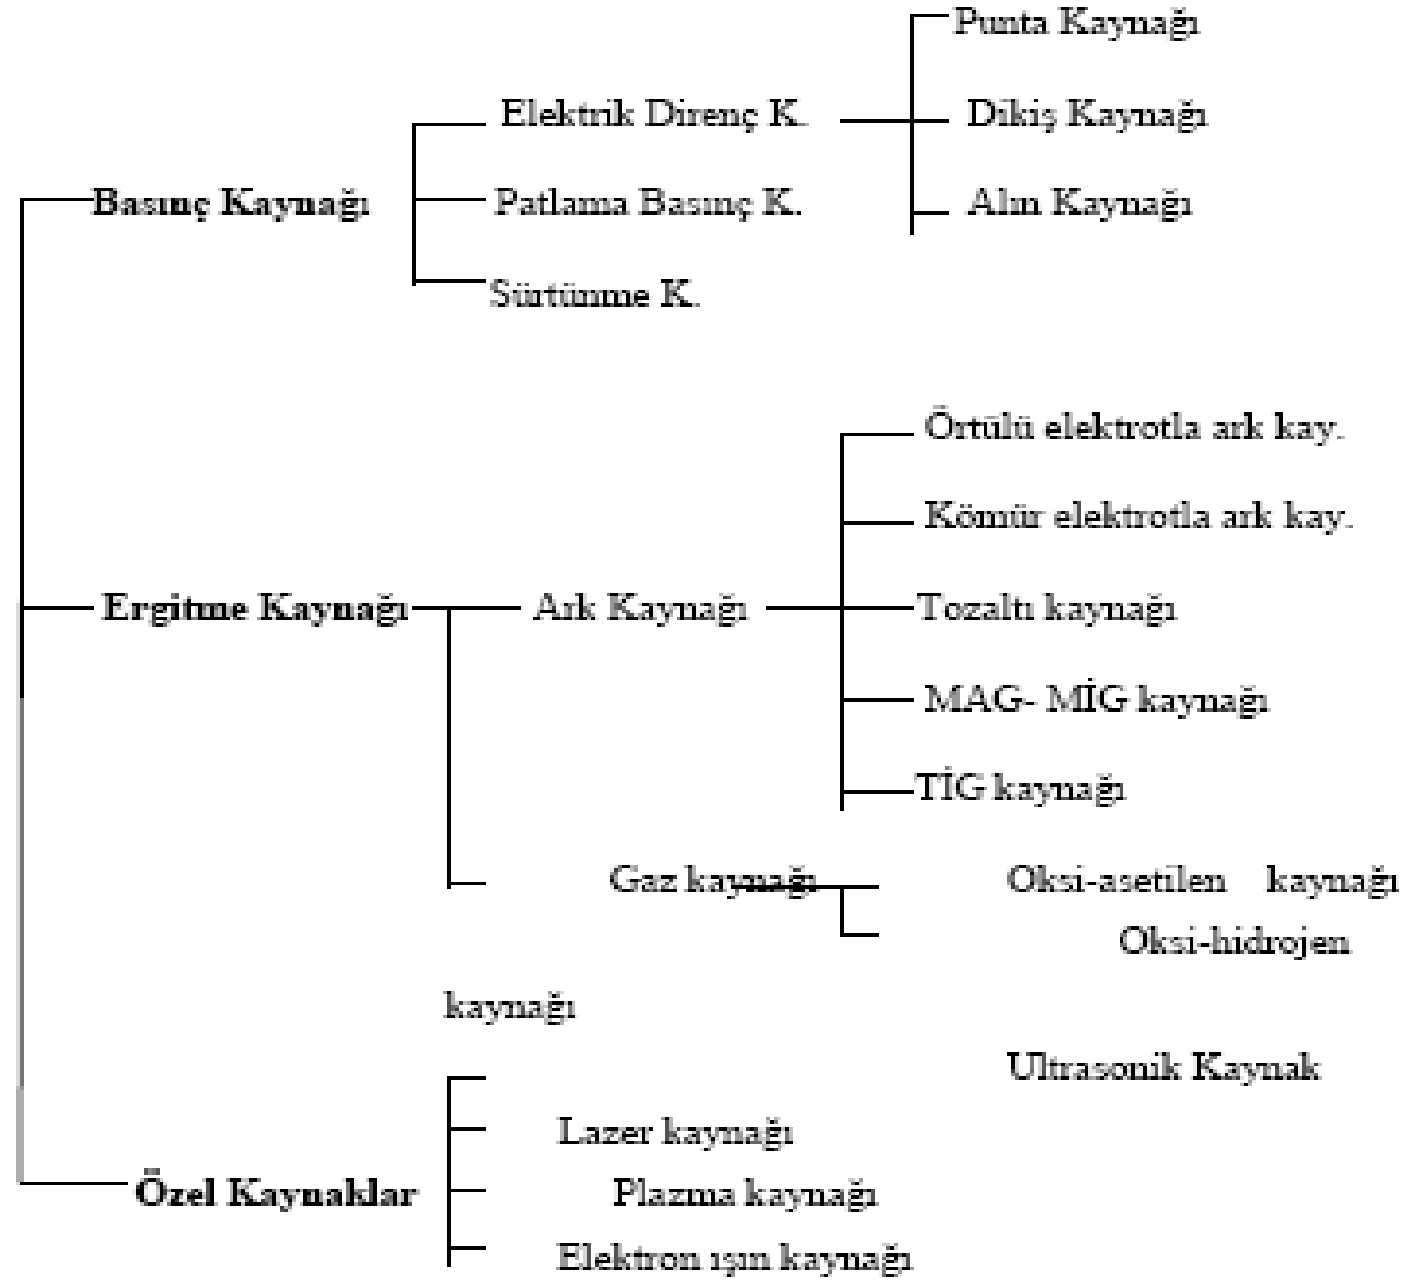 Punta Kaynağı
Elektrik Direnç K. Dikiş Kaynağı
Basınç Kaynağı Patlama Basınç K. Alın Kaynağı
Sürtünme K.
Örtülü elektrotla ark kay.
Kömür elektrotla ark kay.
Ergitme Kaynağı Ark Kaynağı Tozaltı kaynağı
MAG- MİG kaynağı
TİG kaynağı
Gaz kaynağı Oksi-asetilen kaynağı
Oksi-hidrojen
kaynağı
Ultrasonik Kaynak
Lazer kaynağı
Özel Kaynaklar Plazma kaynağı
Elektron ışın kaynağı